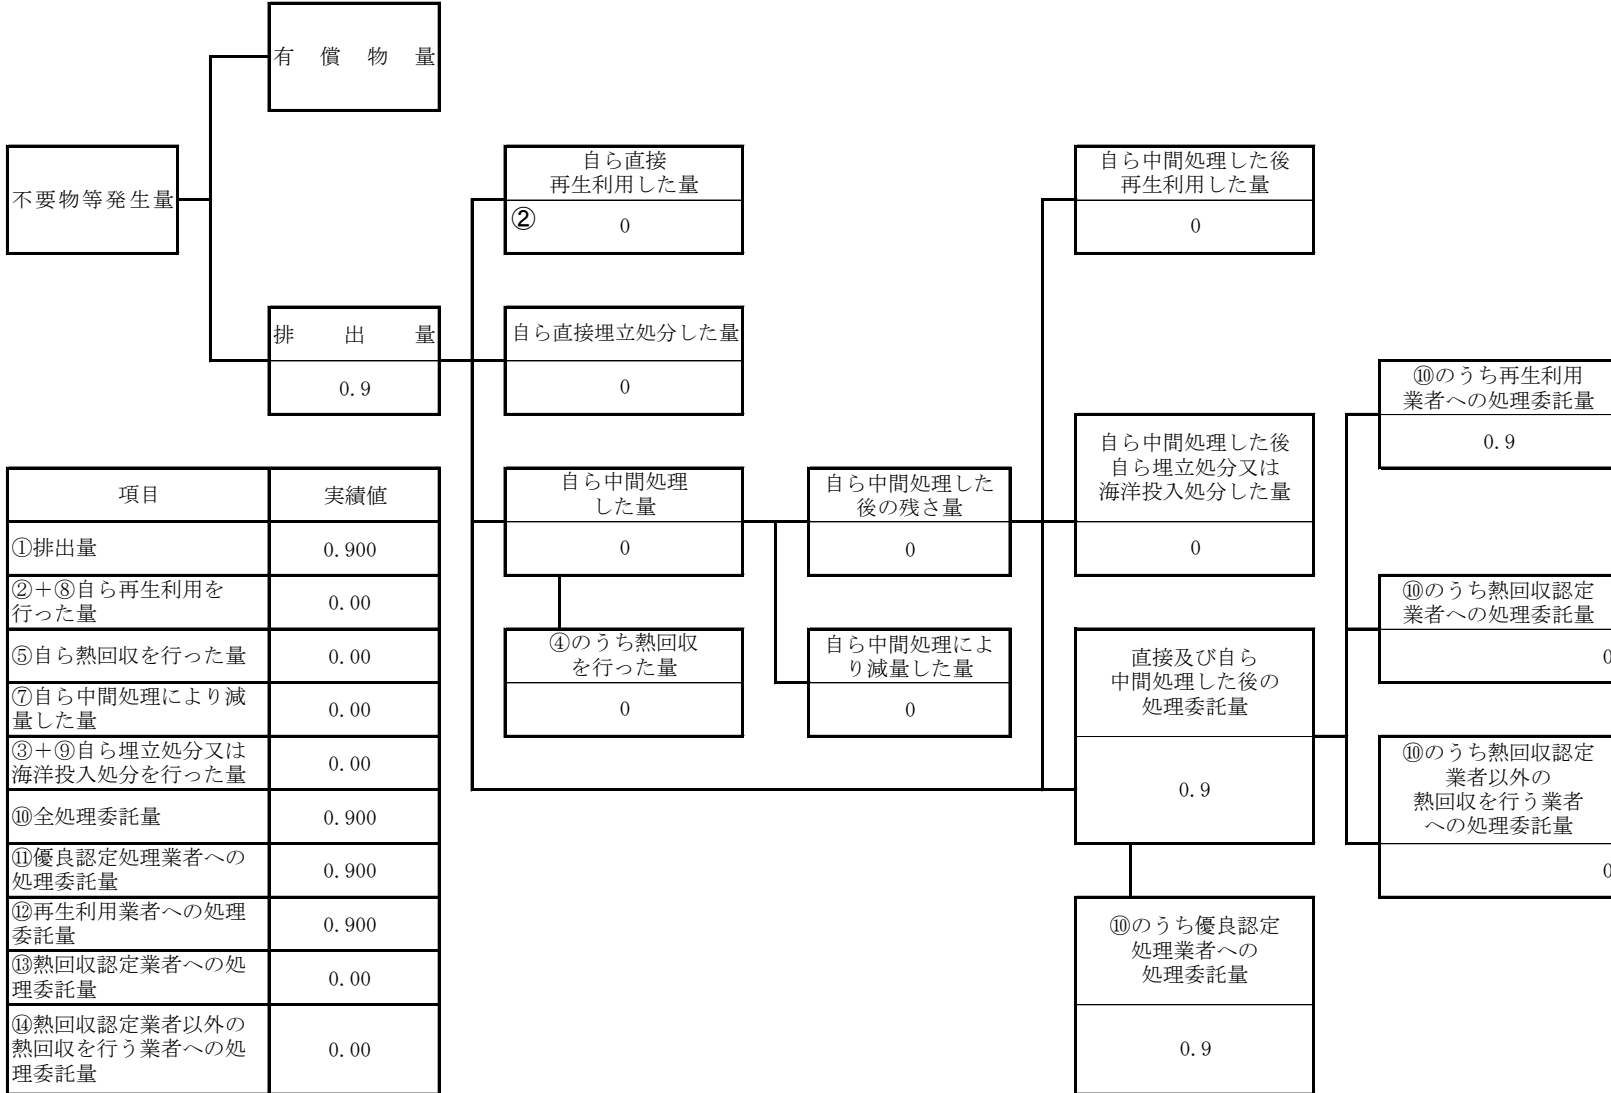 有償物量
不要物等発生量
自ら直接
再生利用した量
②
0
自ら中間処理した後
再生利用した量
0
排出量
0.9
自ら直接埋立処分した量
0
⑩のうち再生利用
業者への処理委託量
0.9
自ら中間処理した後
自ら埋立処分又は
海洋投入処分した量
0
自ら中間処理
した量
0
自ら中間処理した
後の残さ量
0
④のうち熱回収
を行った量
0
自ら中間処理によ
り減量した量
0
⑩のうち熱回収認定
業者への処理委託量
0
直接及び自ら
中間処理した後の
処理委託量
0.9
⑩のうち熱回収認定
業者以外の
熱回収を行う業者
への処理委託量
0
⑩のうち優良認定
処理業者への
処理委託量
0.9
項目 実績値
①排出量 0.900
②＋⑧自ら再生利用を
行った量 0.00
⑤自ら熱回収を行った量 0.00
⑦自ら中間処理により減
量した量 0.00
③＋⑨自ら埋立処分又は
海洋投入処分を行った量 0.00
⑩全処理委託量 0.900
⑪優良認定処理業者への
処理委託量 0.900
⑫再生利用業者への処理
委託量 0.900
⑬熱回収認定業者への処
理委託量 0.00
⑭熱回収認定業者以外の
熱回収を行う業者への処
理委託量 0.00